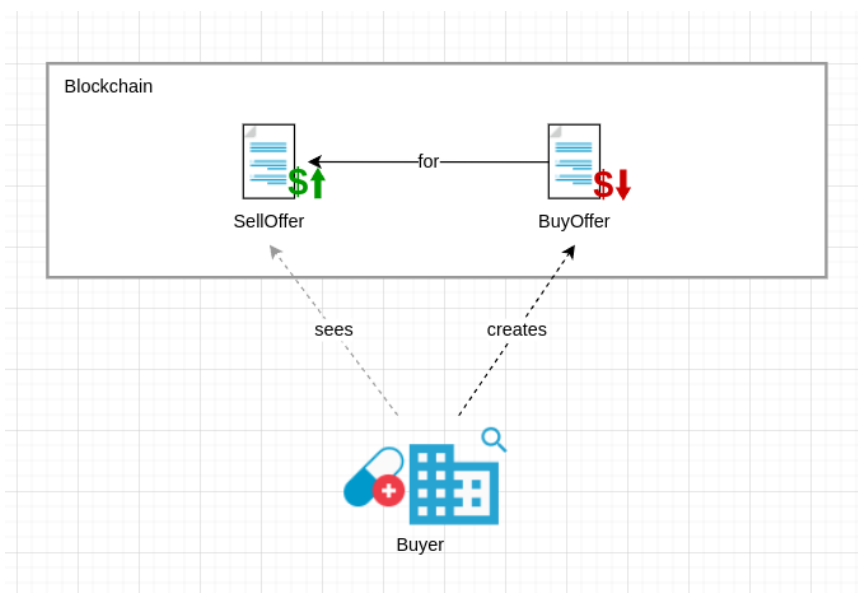 Blockchain
for
$
$
SellOffer
BuyOffer
sees
creates
Buyer